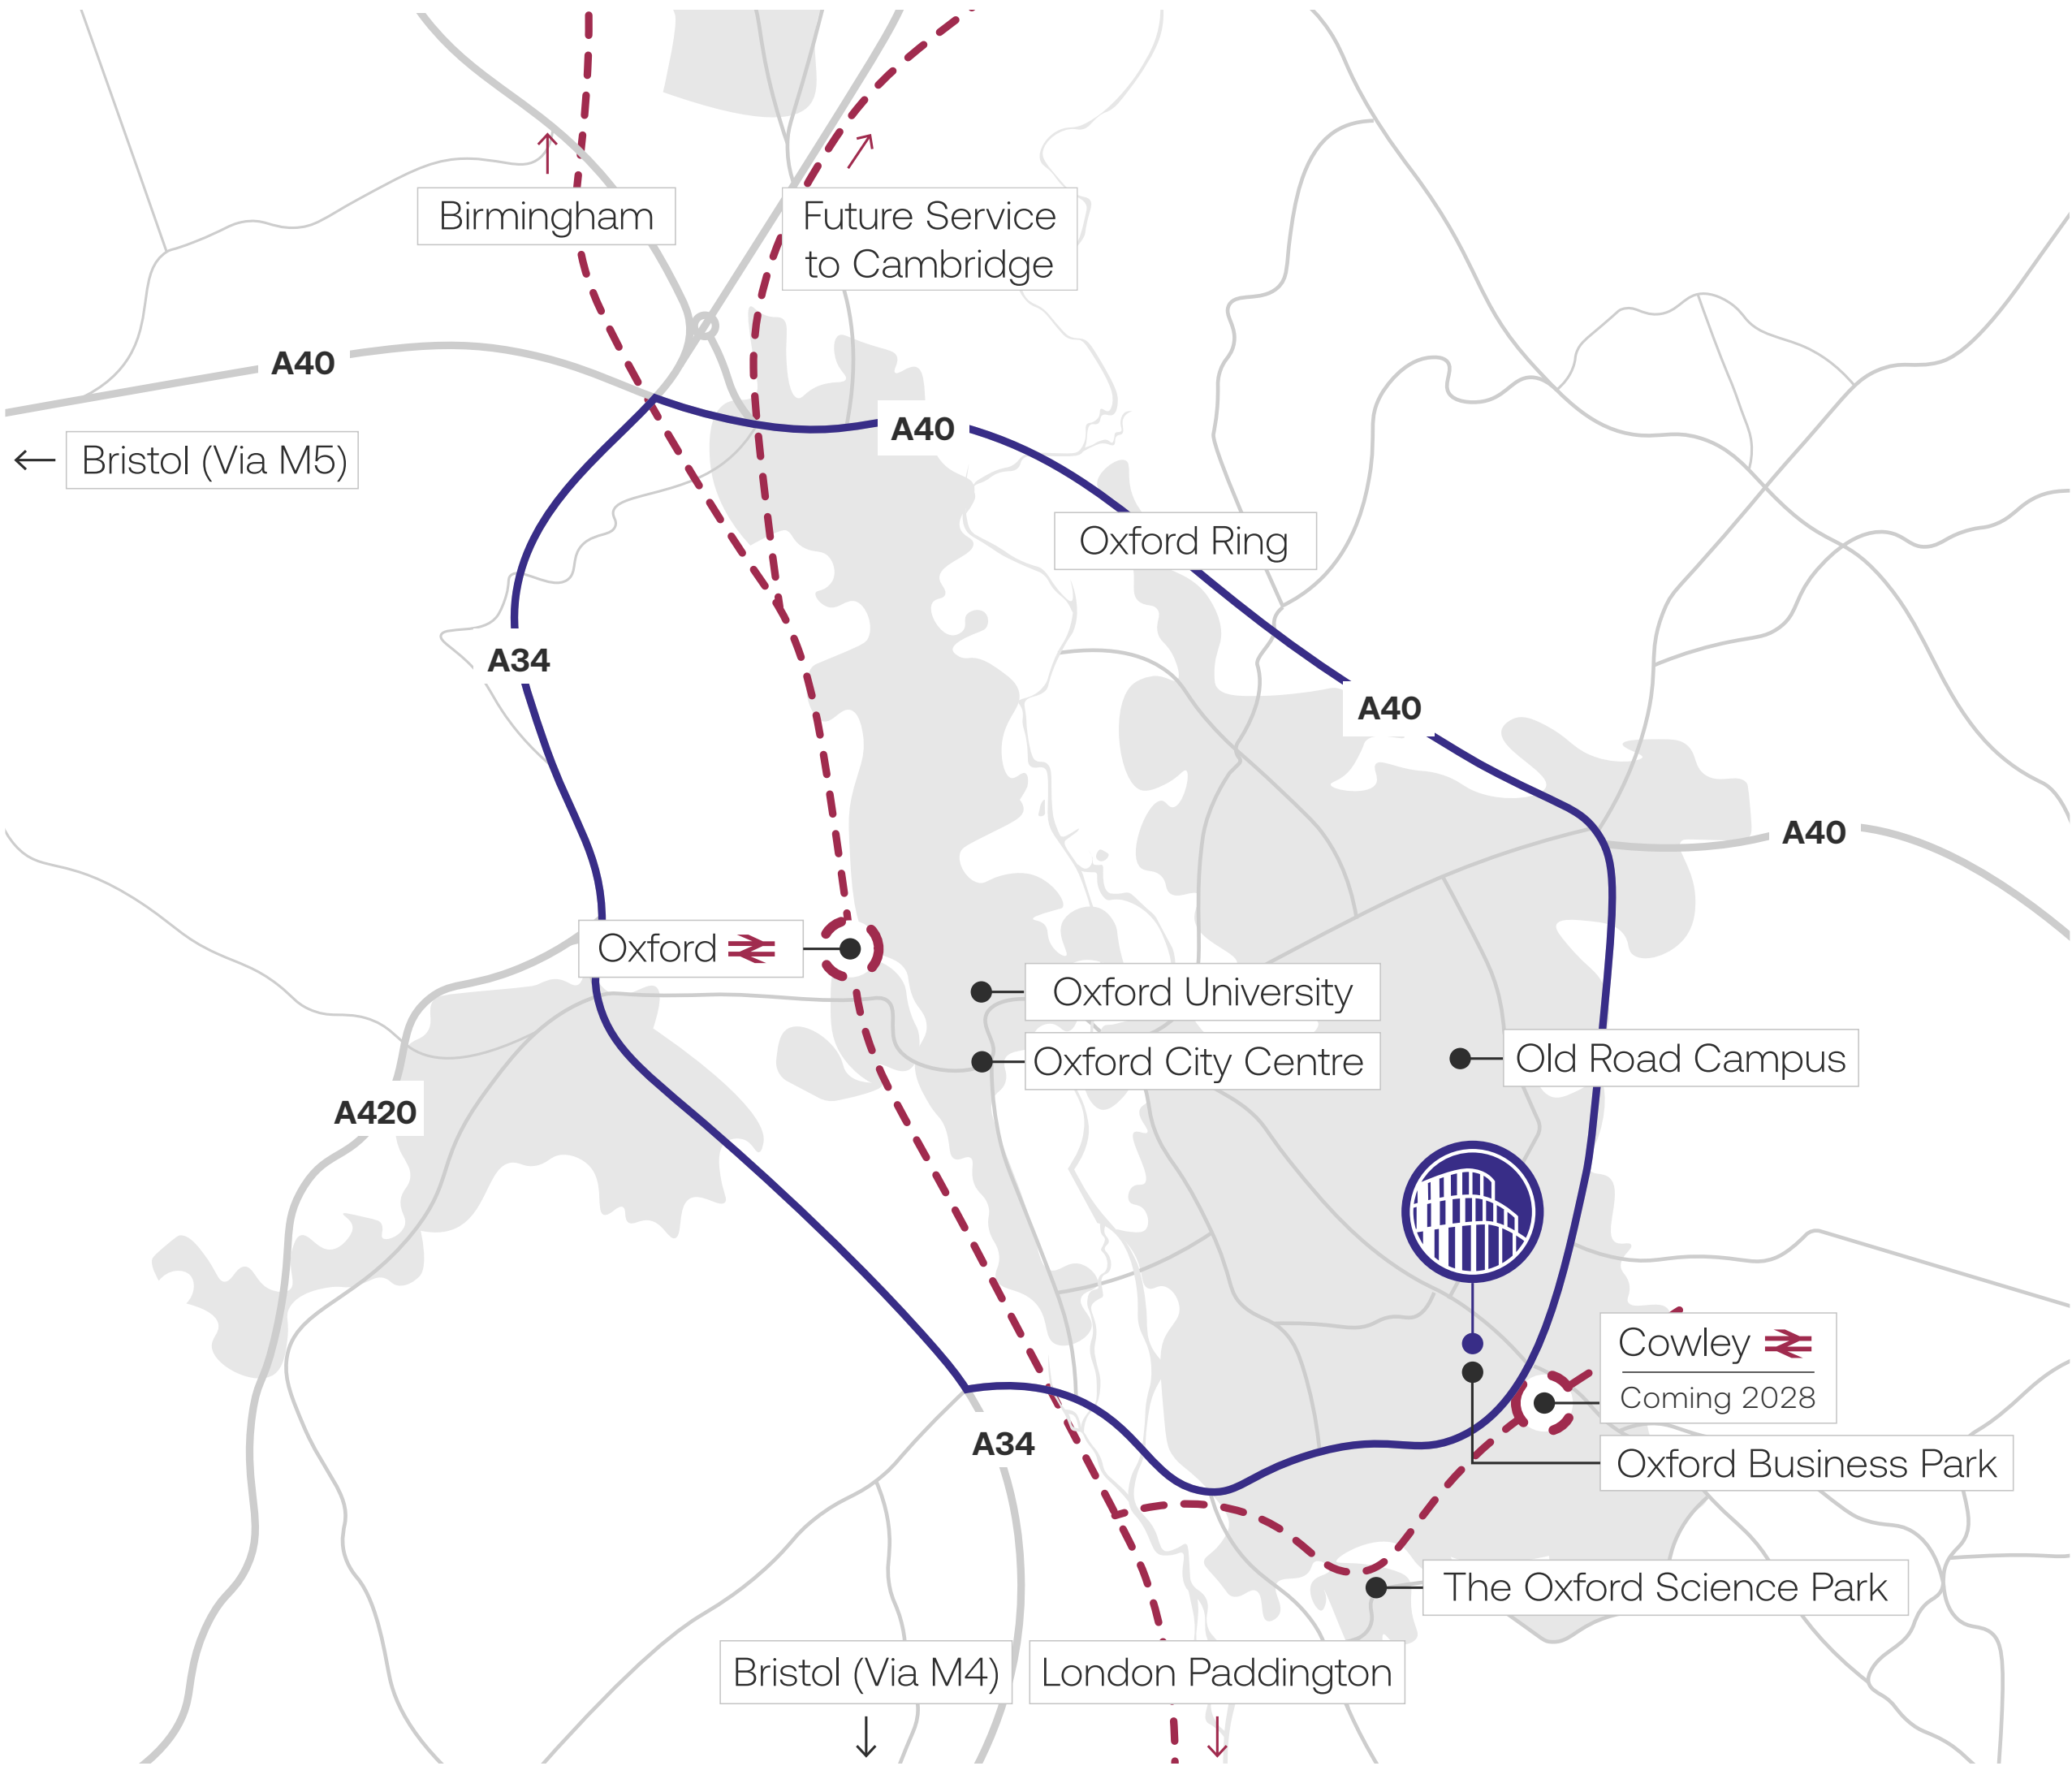 Birmingham
Future Service
to Cambridge
A40
A40
Bristol (Via M5)
Oxford Ring
A34
A40
A40
Oxford
Oxford University
Oxford City Centre
Old Road Campus
A420
Cowley
Coming 2028
A34
Oxford Business Park
The Oxford Science Park
Bristol (Via M4)
London Paddington